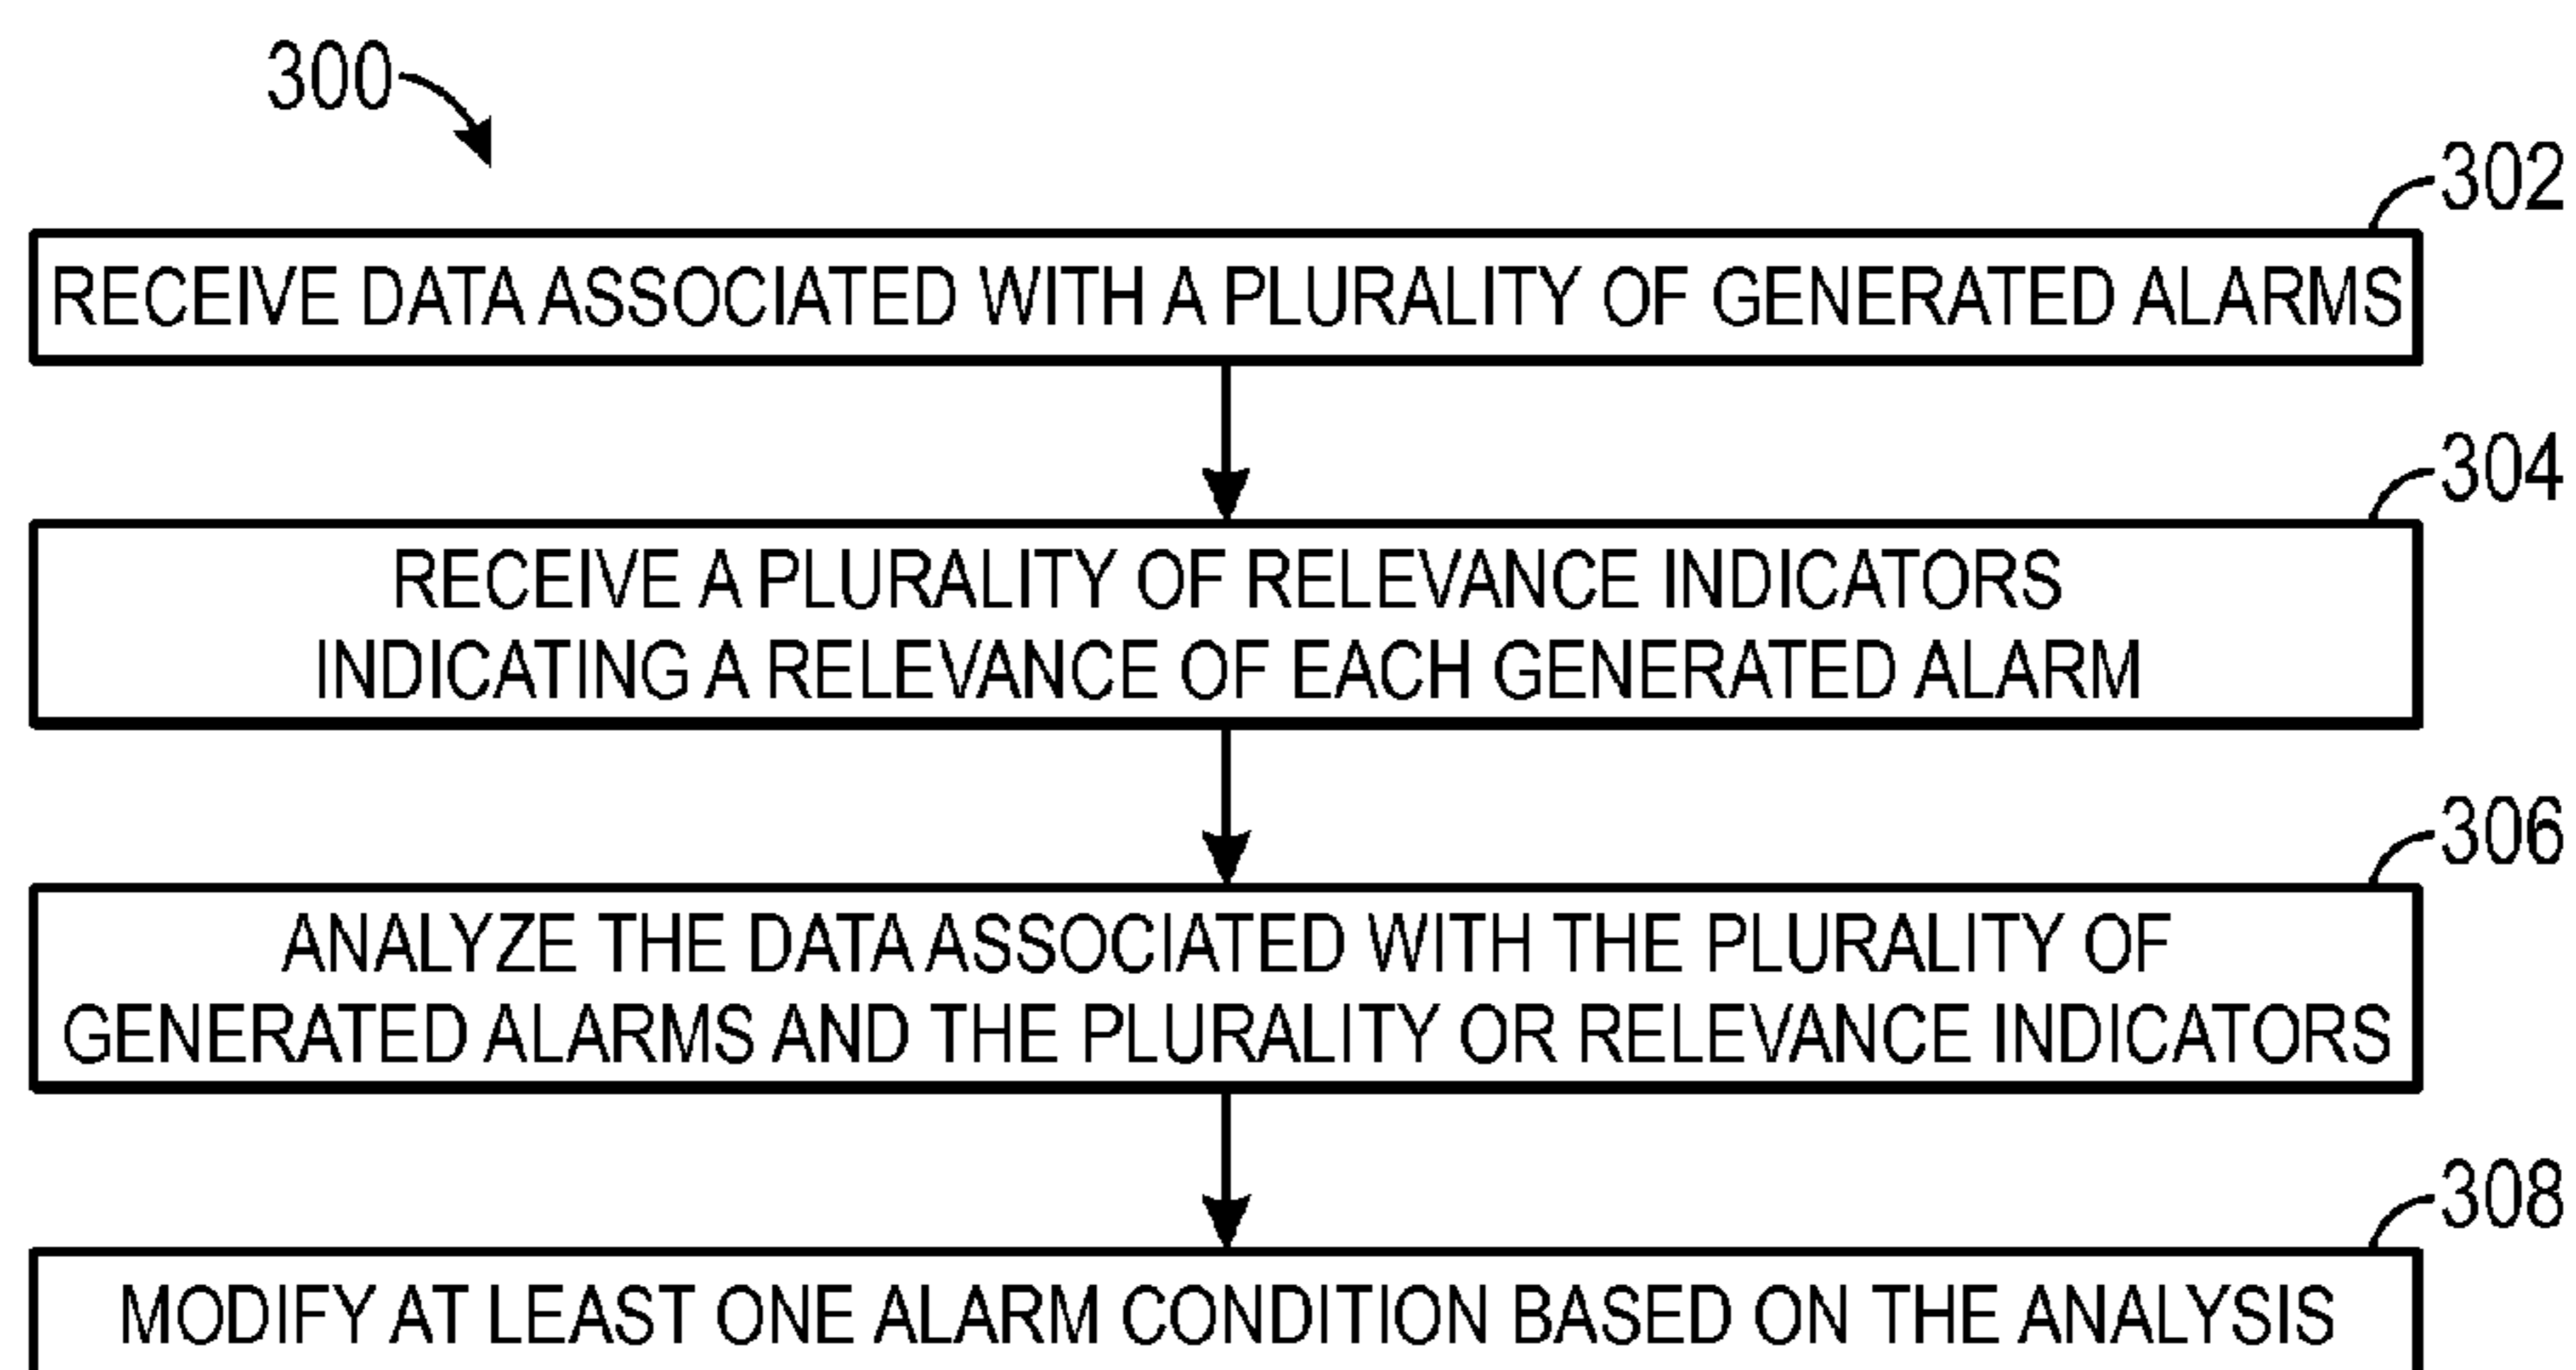 300
302
RECEIVE DATA ASSOCIATED WITH A PLURALITY OF GENERATED ALARMS
304
RECEIVE A PLURALITY OF RELEVANCE INDICATORS
INDICATING A RELEVANCE OF EACH GENERATED ALARM
306
ANALYZE THE DATA ASSOCIATED WITH THE PLURALITY OF
GENERATED ALARMS AND THE PLURALITY OR RELEVANCE INDICATORS
308
MODIFY AT LEAST ONE ALARM CONDITION BASED ON THE ANALYSIS